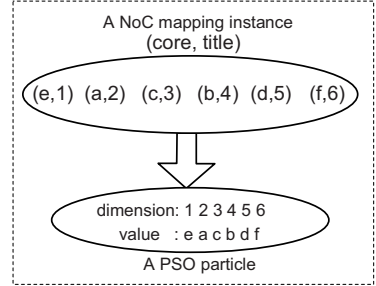 A NoC mapping instance
(core, title)
(e,1) (a,2) (c,3) (b,4) (d,5) (f,6)
dimension: 1 2 3 4 5 6
value : e a c b d f
A PSO particle